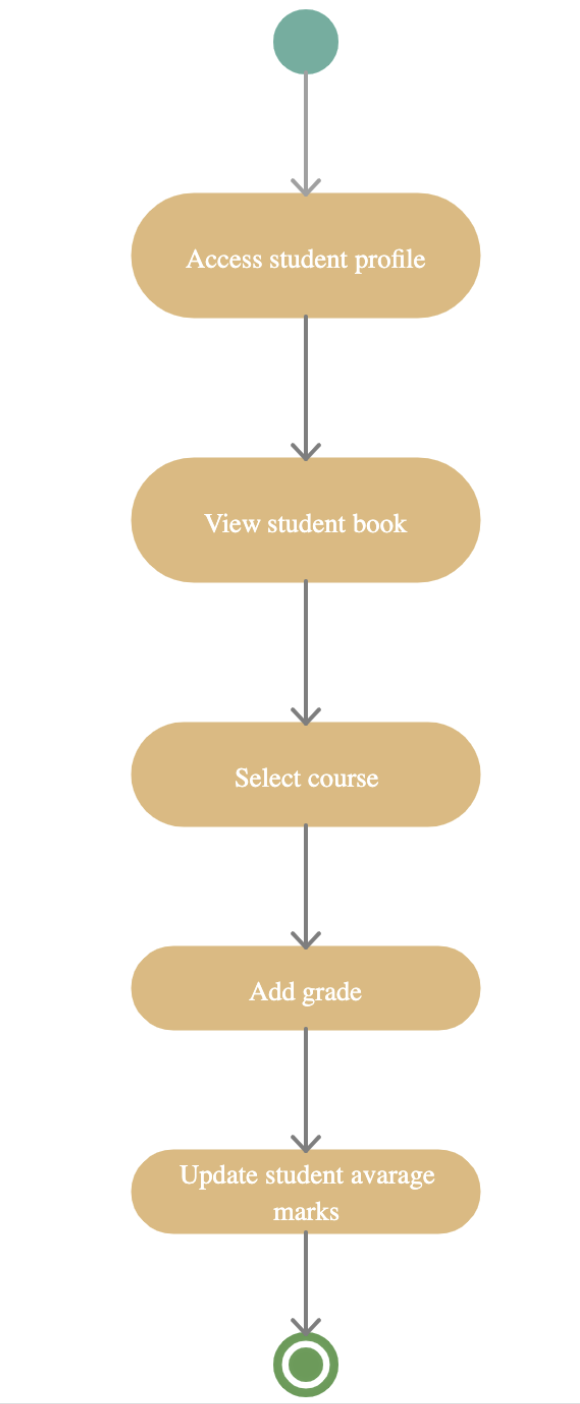 Access student profile
View student book
Select course
Add grade
Update student avarage
marks